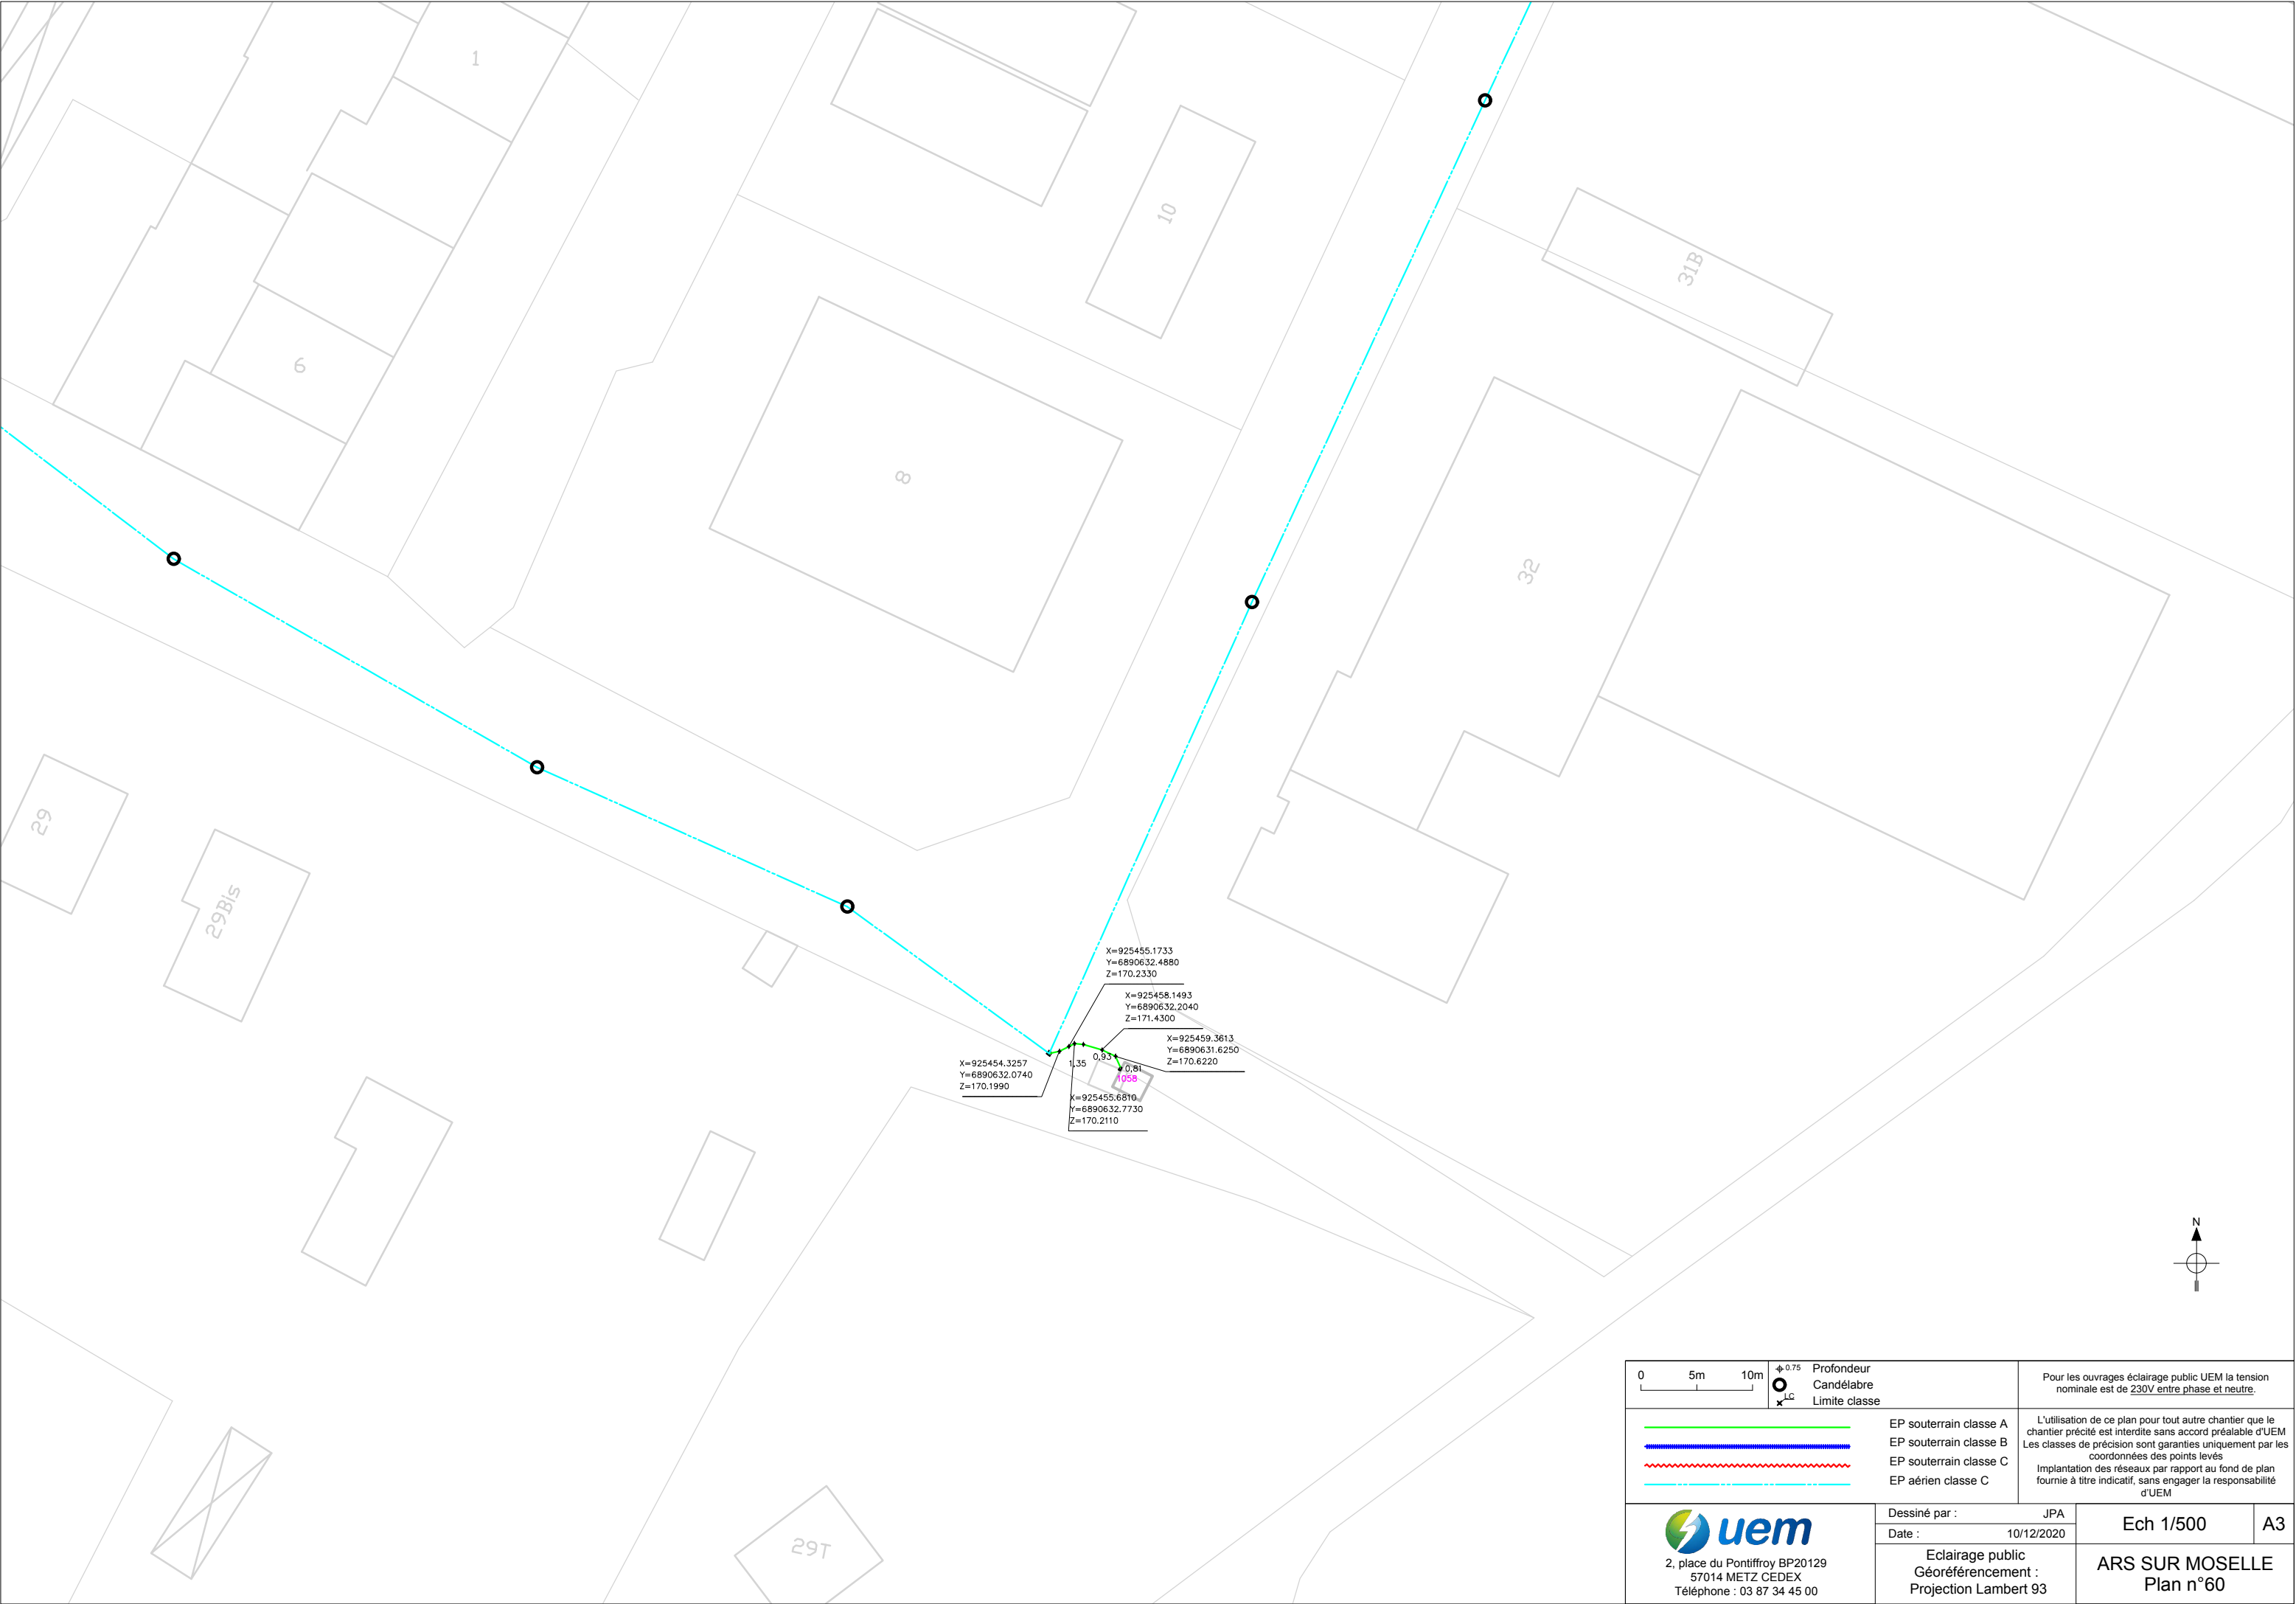 1
10
31B
6
8
32
29
29Bis
X=925455.1733
Y=6890632.4880
Z=170.2330
X=925458.1493
Y=6890632.2040
Z=171.4300
X=925459.3613
Y=6890631.6250
Z=170.6220
X=925454.3257
Y=6890632.0740
Z=170.1990
1,35
0,93
0,81
1058
X=925455.6810
Y=6890632.7730
Z=170.2110
29T
N
0 5m 10m
0.75 Profondeur
Candélabre
LC Limite classe
Pour les ouvrages éclairage public UEM la tension
nominale est de 230V entre phase et neutre.
EP souterrain classe A
EP souterrain classe B
EP souterrain classe C
EP aérien classe C
L'utilisation de ce plan pour tout autre chantier que le
chantier précité est interdite sans accord préalable d'UEM
Les classes de précision sont garanties uniquement par les
coordonnées des points levés
Implantation des réseaux par rapport au fond de plan
fournie à titre indicatif, sans engager la responsabilité
d'UEM
uem
2, place du Pontiffroy BP20129
57014 METZ CEDEX
Téléphone : 03 87 34 45 00
Dessiné par : JPA
Date : 10/12/2020
Eclairage public
Géoréférencement :
Projection Lambert 93
Ech 1/500
A3
ARS SUR MOSELLE
Plan n°60